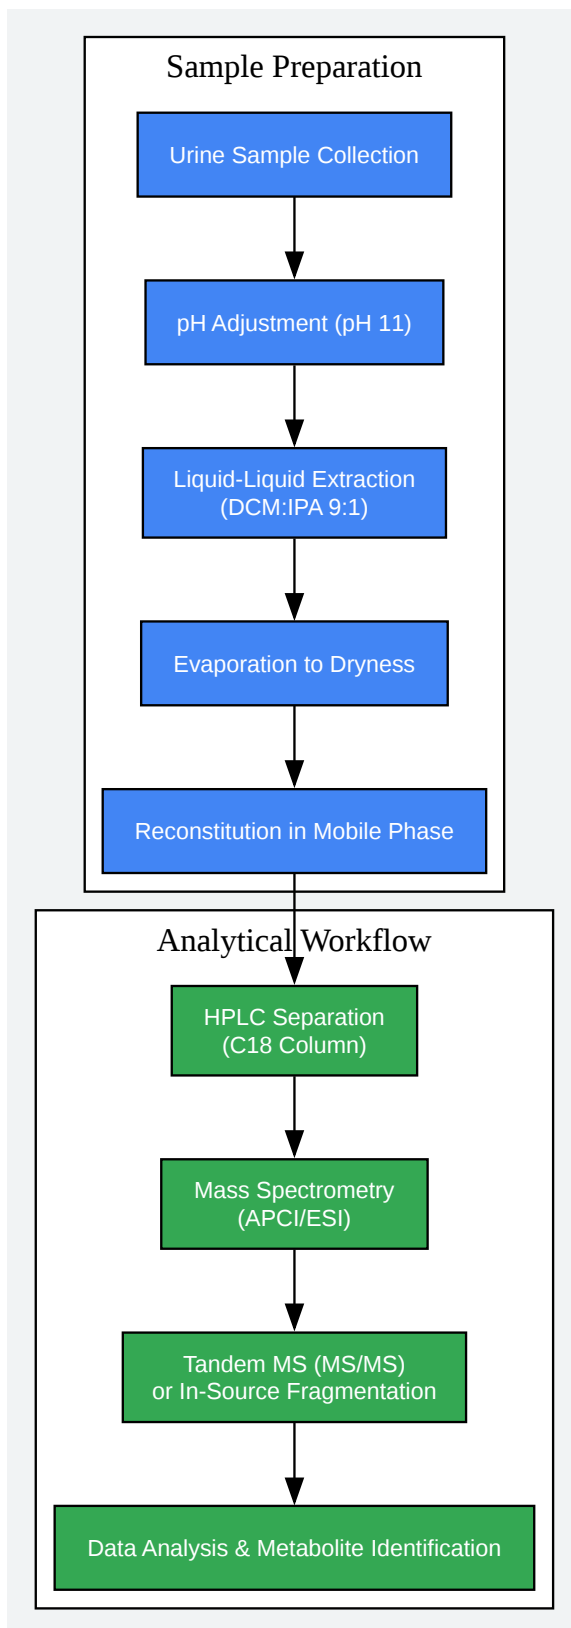 Sample Preparation
Urine Sample Collection
pH Adjustment (pH 11)
Liquid-Liquid Extraction
(DCM:IPA 9:1)
Evaporation to Dryness
Reconstitution in Mobile Phase
Analytical Workflow
HPLC Separation
(C18 Column)
Mass Spectrometry
(APCI/ESI)
Tandem MS (MS/MS)
or In-Source Fragmentation
Data Analysis & Metabolite Identification